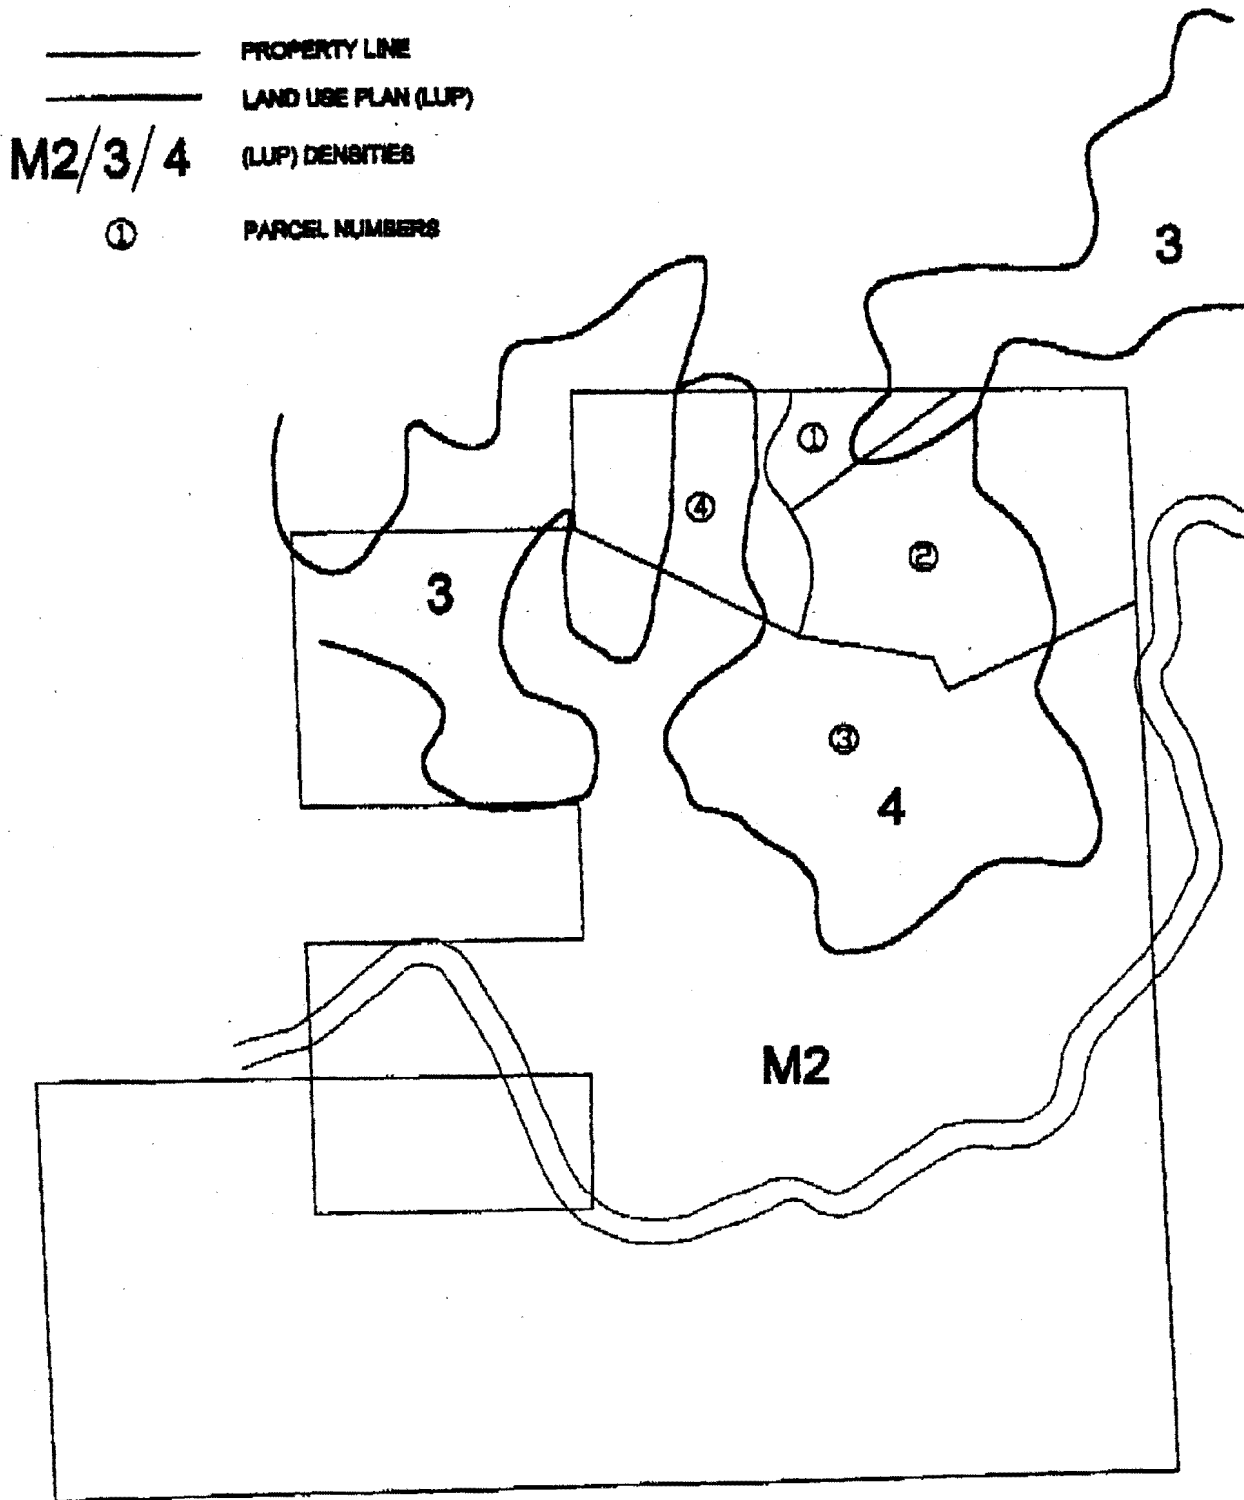 PROPERTY LINE
LAND USE PLAN (LUP)
M2/3/4 (LUP) DENSITIES
① PARCEL NUMBERS
3
①
④
②
3
③
4
M2